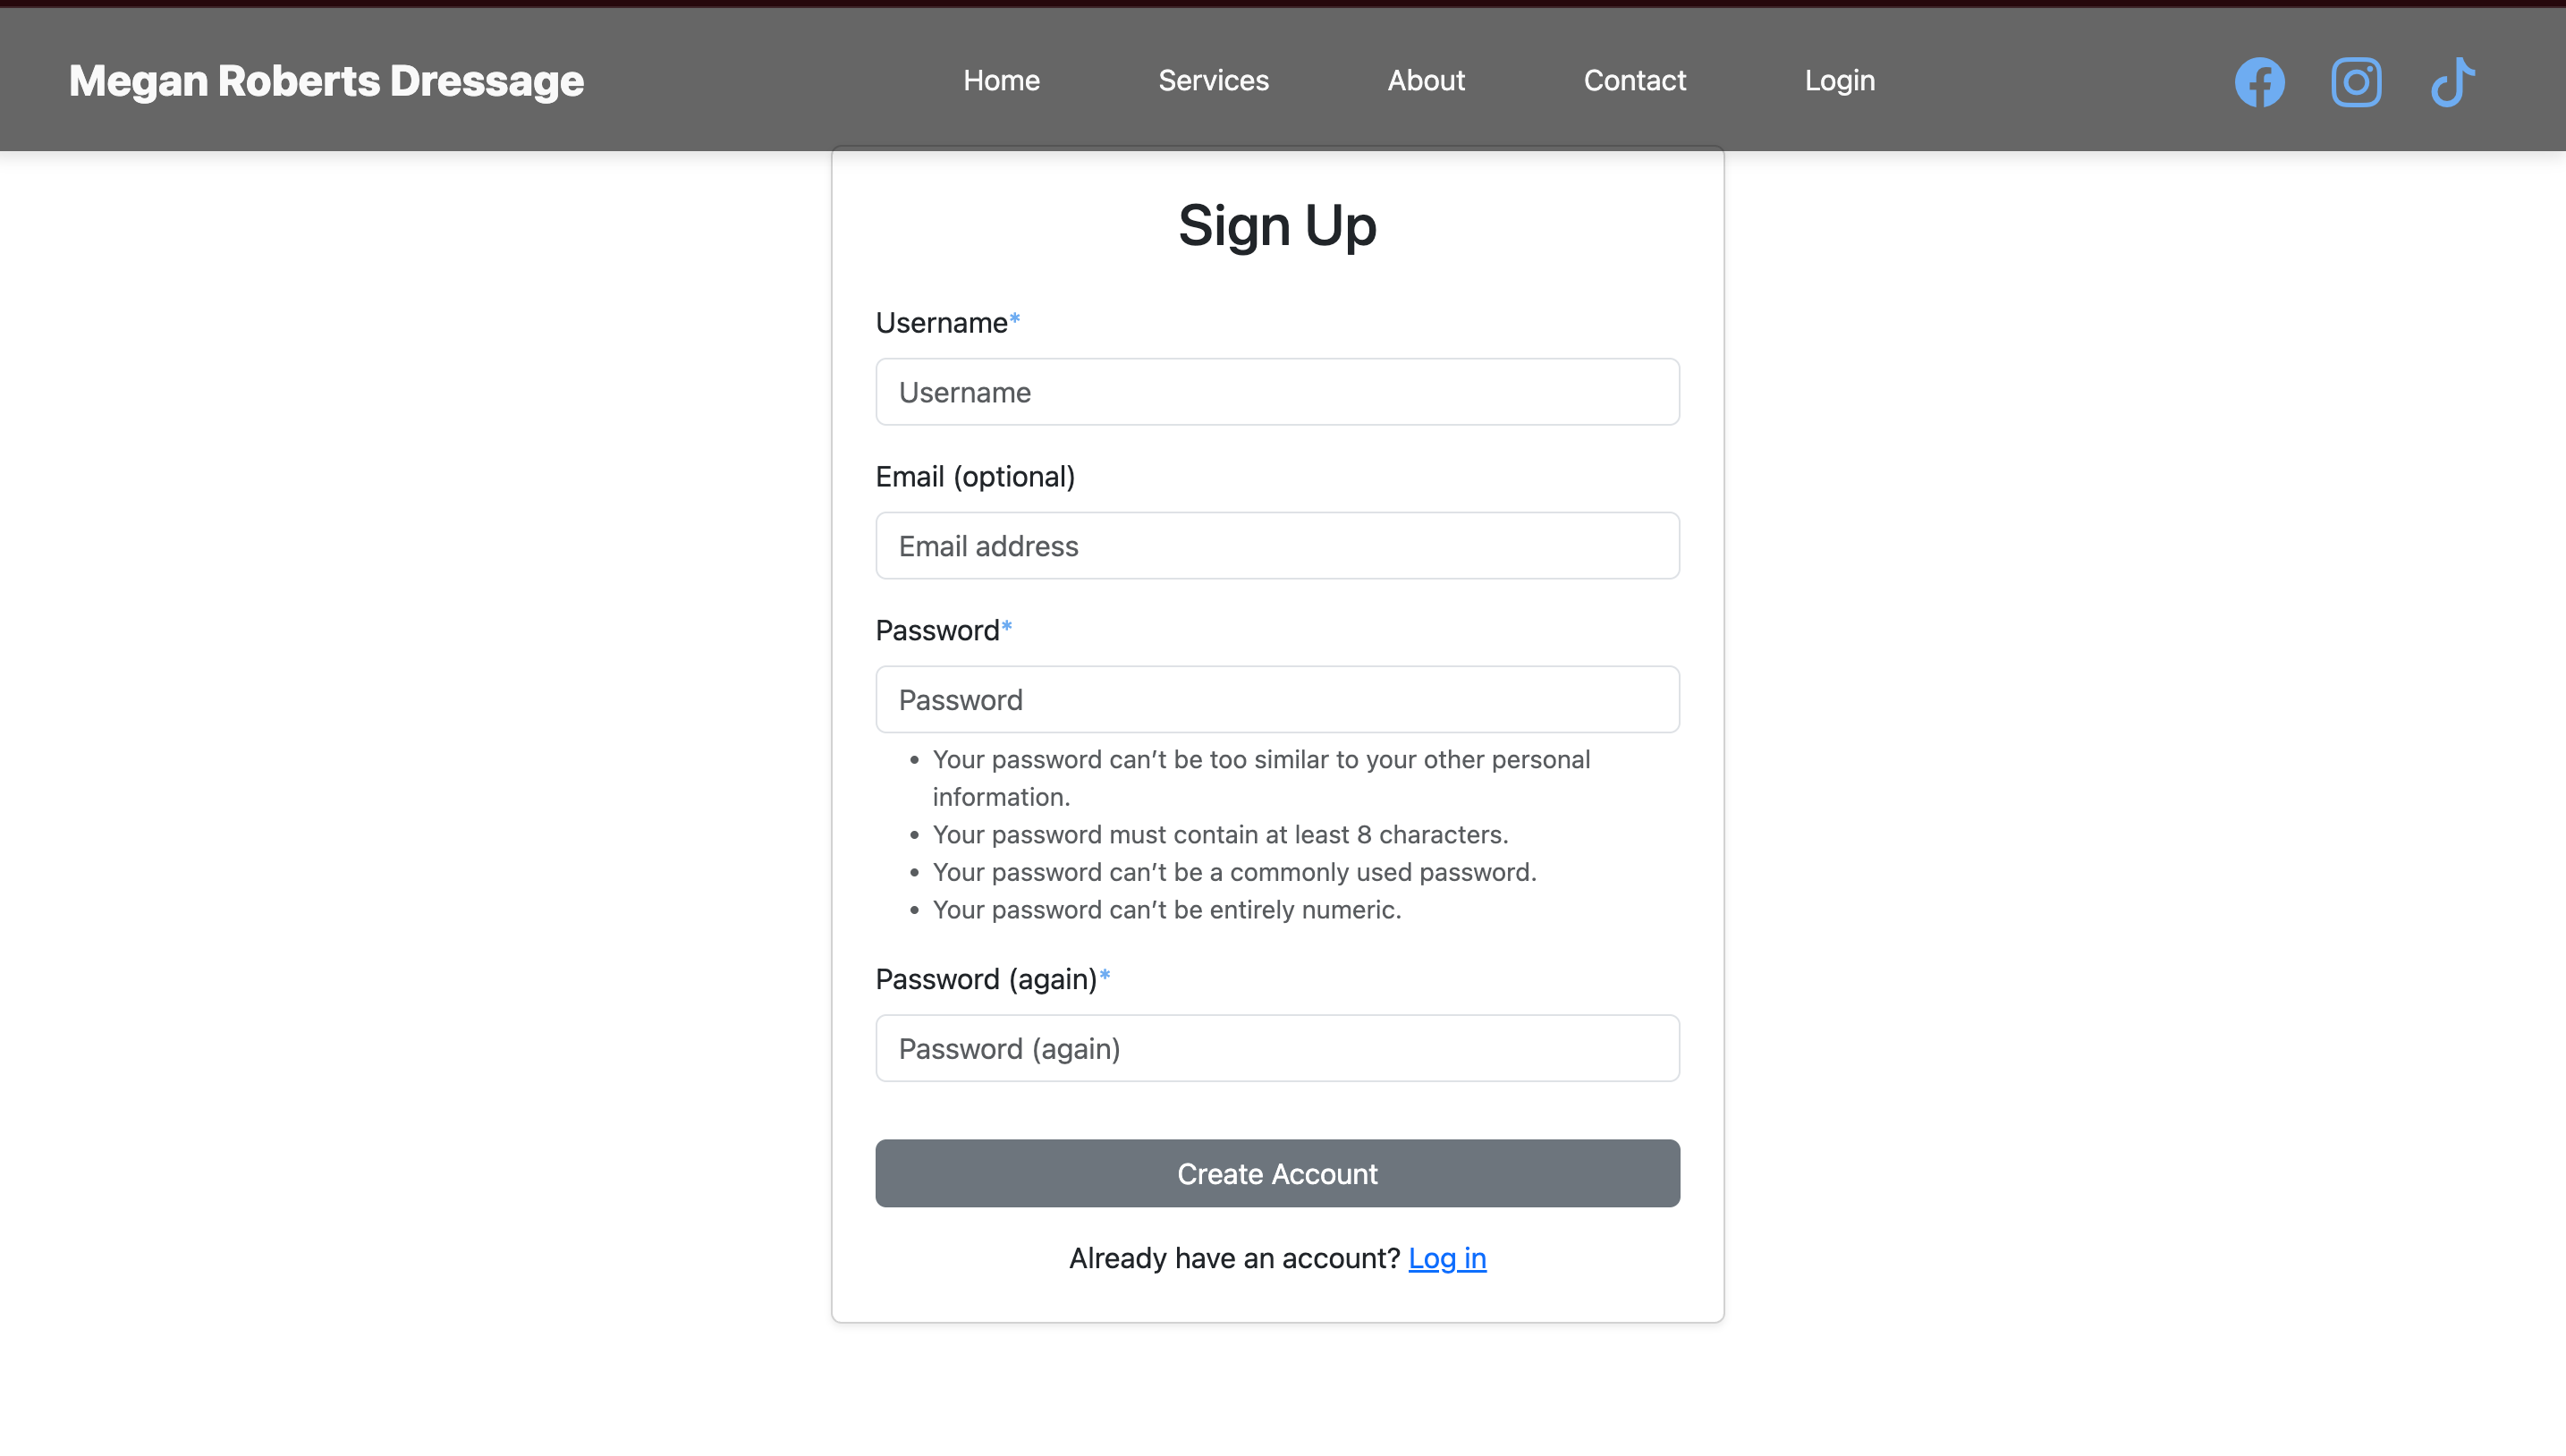 Megan Roberts Dressage
Home
Services
About
Contact
Login
Sign Up
Username*
Username
Email (optional)
Email address
Password*
Password
• Your password can’t be too similar to your other personal
information.
• Your password must contain at least 8 characters.
• Your password can’t be a commonly used password.
• Your password can’t be entirely numeric.
Password (again)*
Password (again)
Create Account
Already have an account? Log in